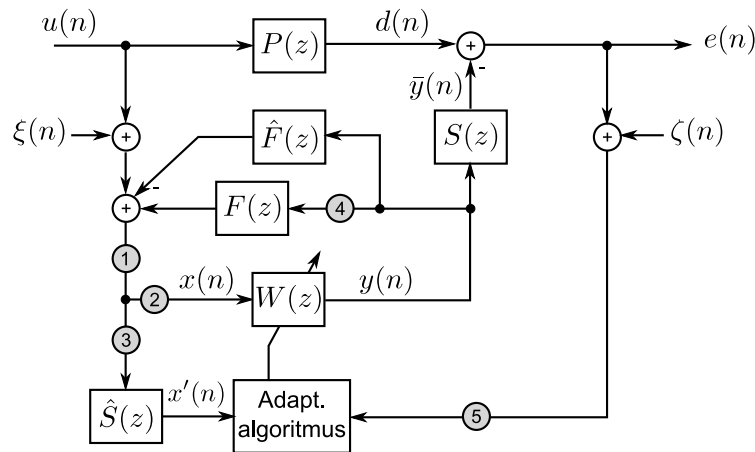 u(n)
P(z)
d(n)
+
e(n)
-
ȳ(n)
ξ(n)
+
F̂(z)
S(z)
+
ζ(n)
-
+
F(z)
4
1
2
x(n)
W(z)
y(n)
3
Ŝ(z)
x′(n)
Adapt.
algoritmus
5